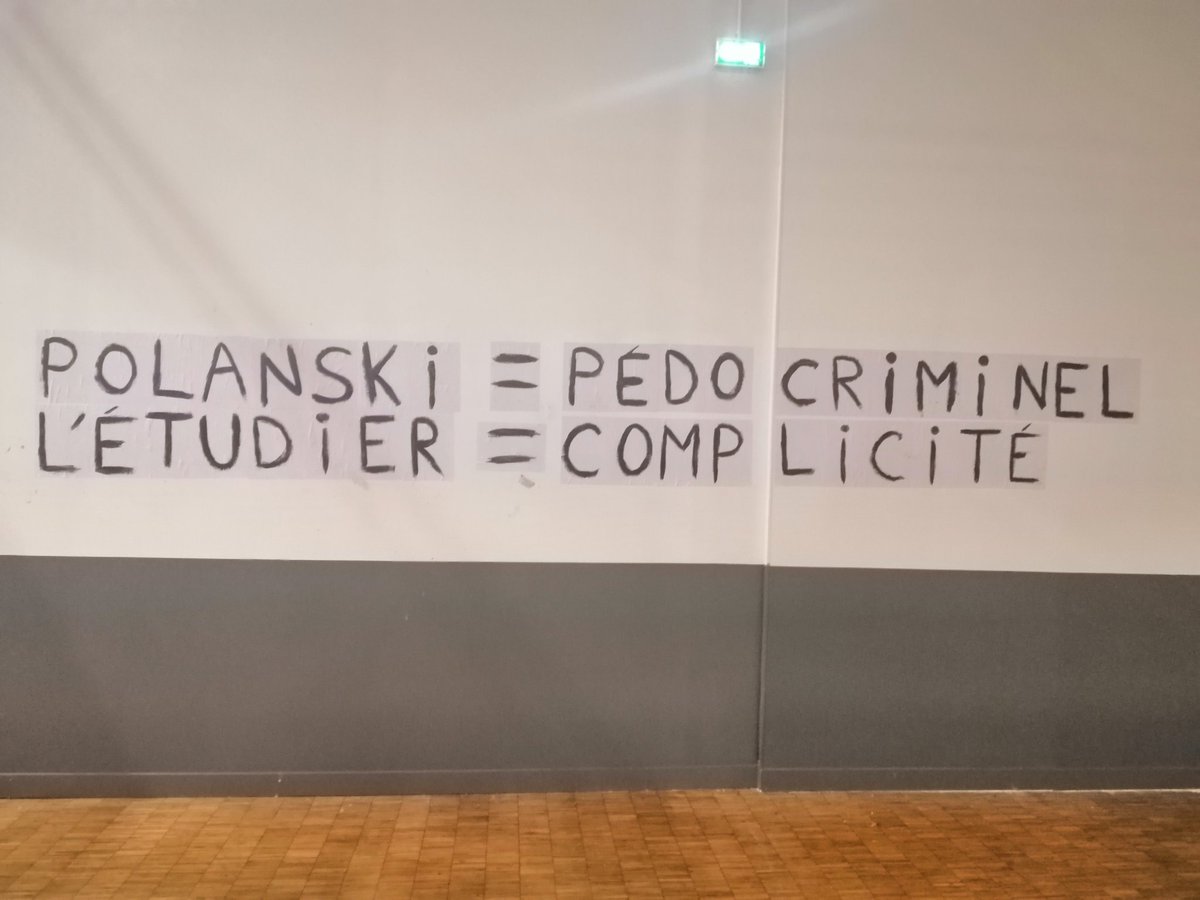 POLANSKi = PÉDO CRiMiNEL
L'ÉTUDiER = COMPLiCiTÉ